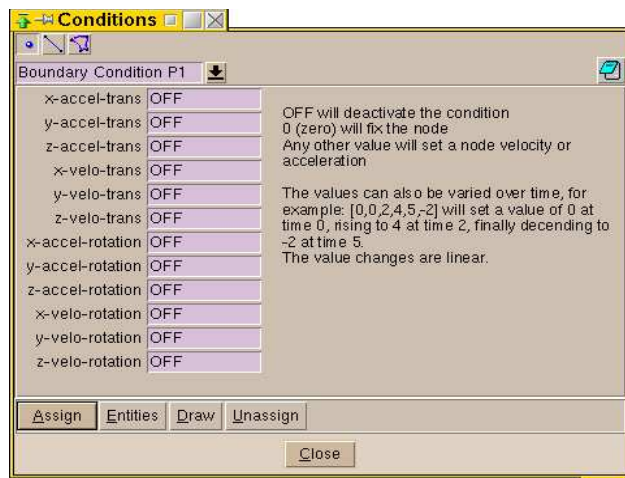 Conditions
Boundary Condition P1
x-accel-trans OFF
y-accel-trans OFF
z-accel-trans OFF
x-velo-trans OFF
y-velo-trans OFF
z-velo-trans OFF
x-accel-rotation OFF
y-accel-rotation OFF
z-accel-rotation OFF
x-velo-rotation OFF
y-velo-rotation OFF
z-velo-rotation OFF
OFF will deactivate the condition
0 (zero) will fix the node
Any other value will set a node velocity or
acceleration
The values can also be varied over time, for
example: [0,0,2,4,5,-2] will set a value of 0 at
time 0, rising to 4 at time 2, finally decending to
-2 at time 5.
The value changes are linear.
Assign Entities Draw Unassign
Close